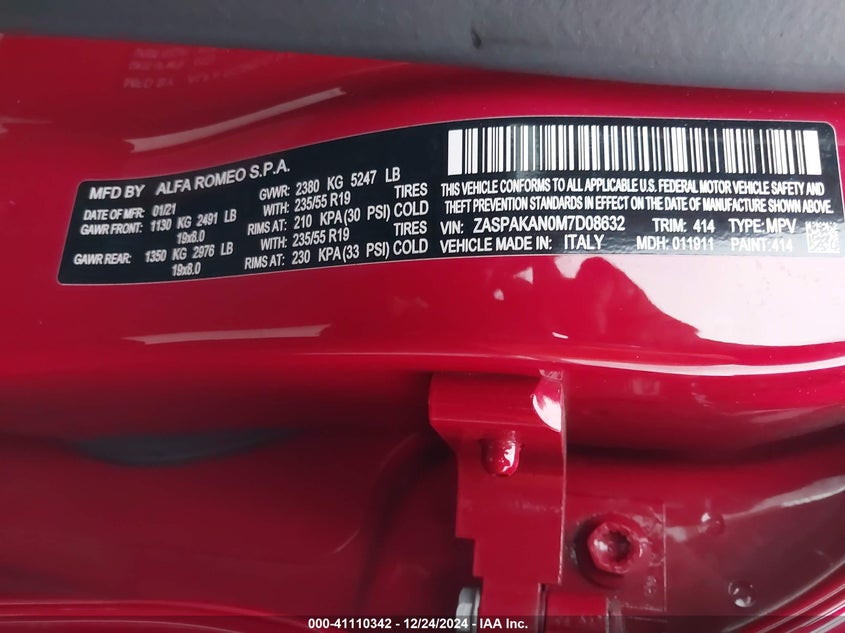 MFD BY ALFA ROMEO S.P.A.
DATE OF MFR: 01/21 GVWR: 2380 KG 5247 LB
GAWR FRONT: 1130 KG 2491 LB WITH: 235/55 R19 TIRES
19x8.0 RIMS AT: 210 KPA (30 PSI) COLD
GAWR REAR: 1350 KG 2976 LB WITH: 235/55 R19 TIRES
19x8.0 RIMS AT: 230 KPA (33 PSI) COLD
THIS VEHICLE CONFORMS TO ALL APPLICABLE U.S. FEDERAL MOTOR VEHICLE SAFETY AND
THEFT PREVENTION STANDARDS IN EFFECT ON THE DATE OF MANUFACTURE SHOWN ABOVE.
VIN: ZASPAKAN0M7D08632 TRIM: 414 TYPE: MPV
VEHICLE MADE IN: ITALY MDH: 011911 PAINT: 414
000-41110342 - 12/24/2024 - IAA Inc.